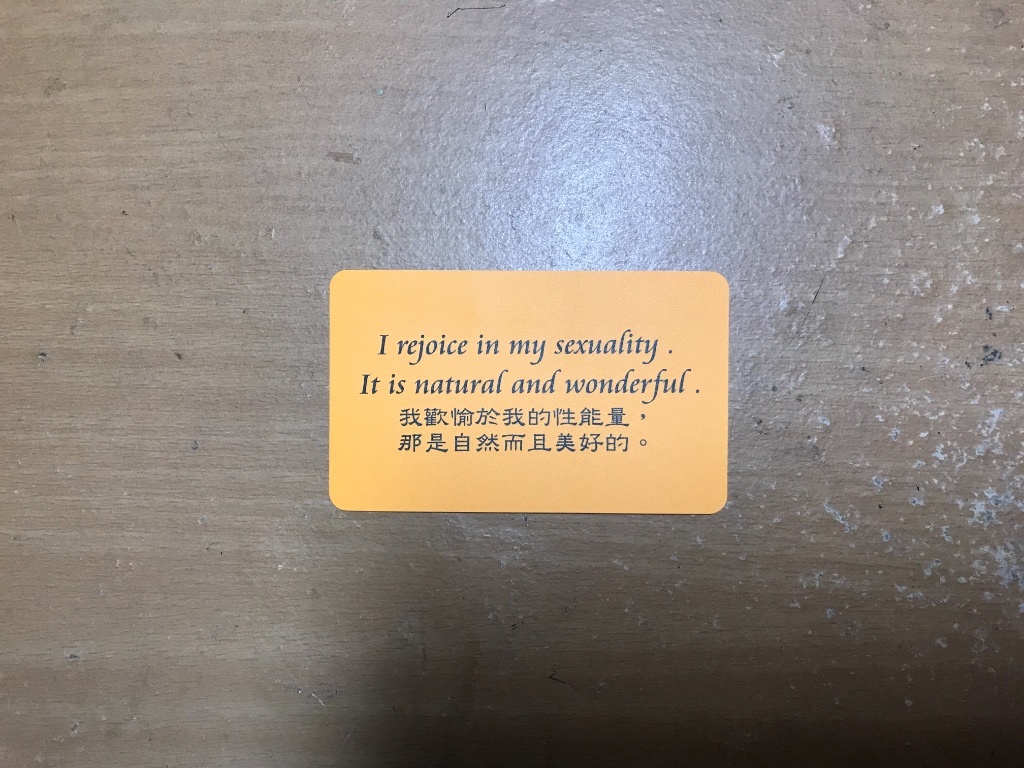 I rejoice in my sexuality .
It is natural and wonderful .
我歡愉於我的性能量，
那是自然而且美好的。